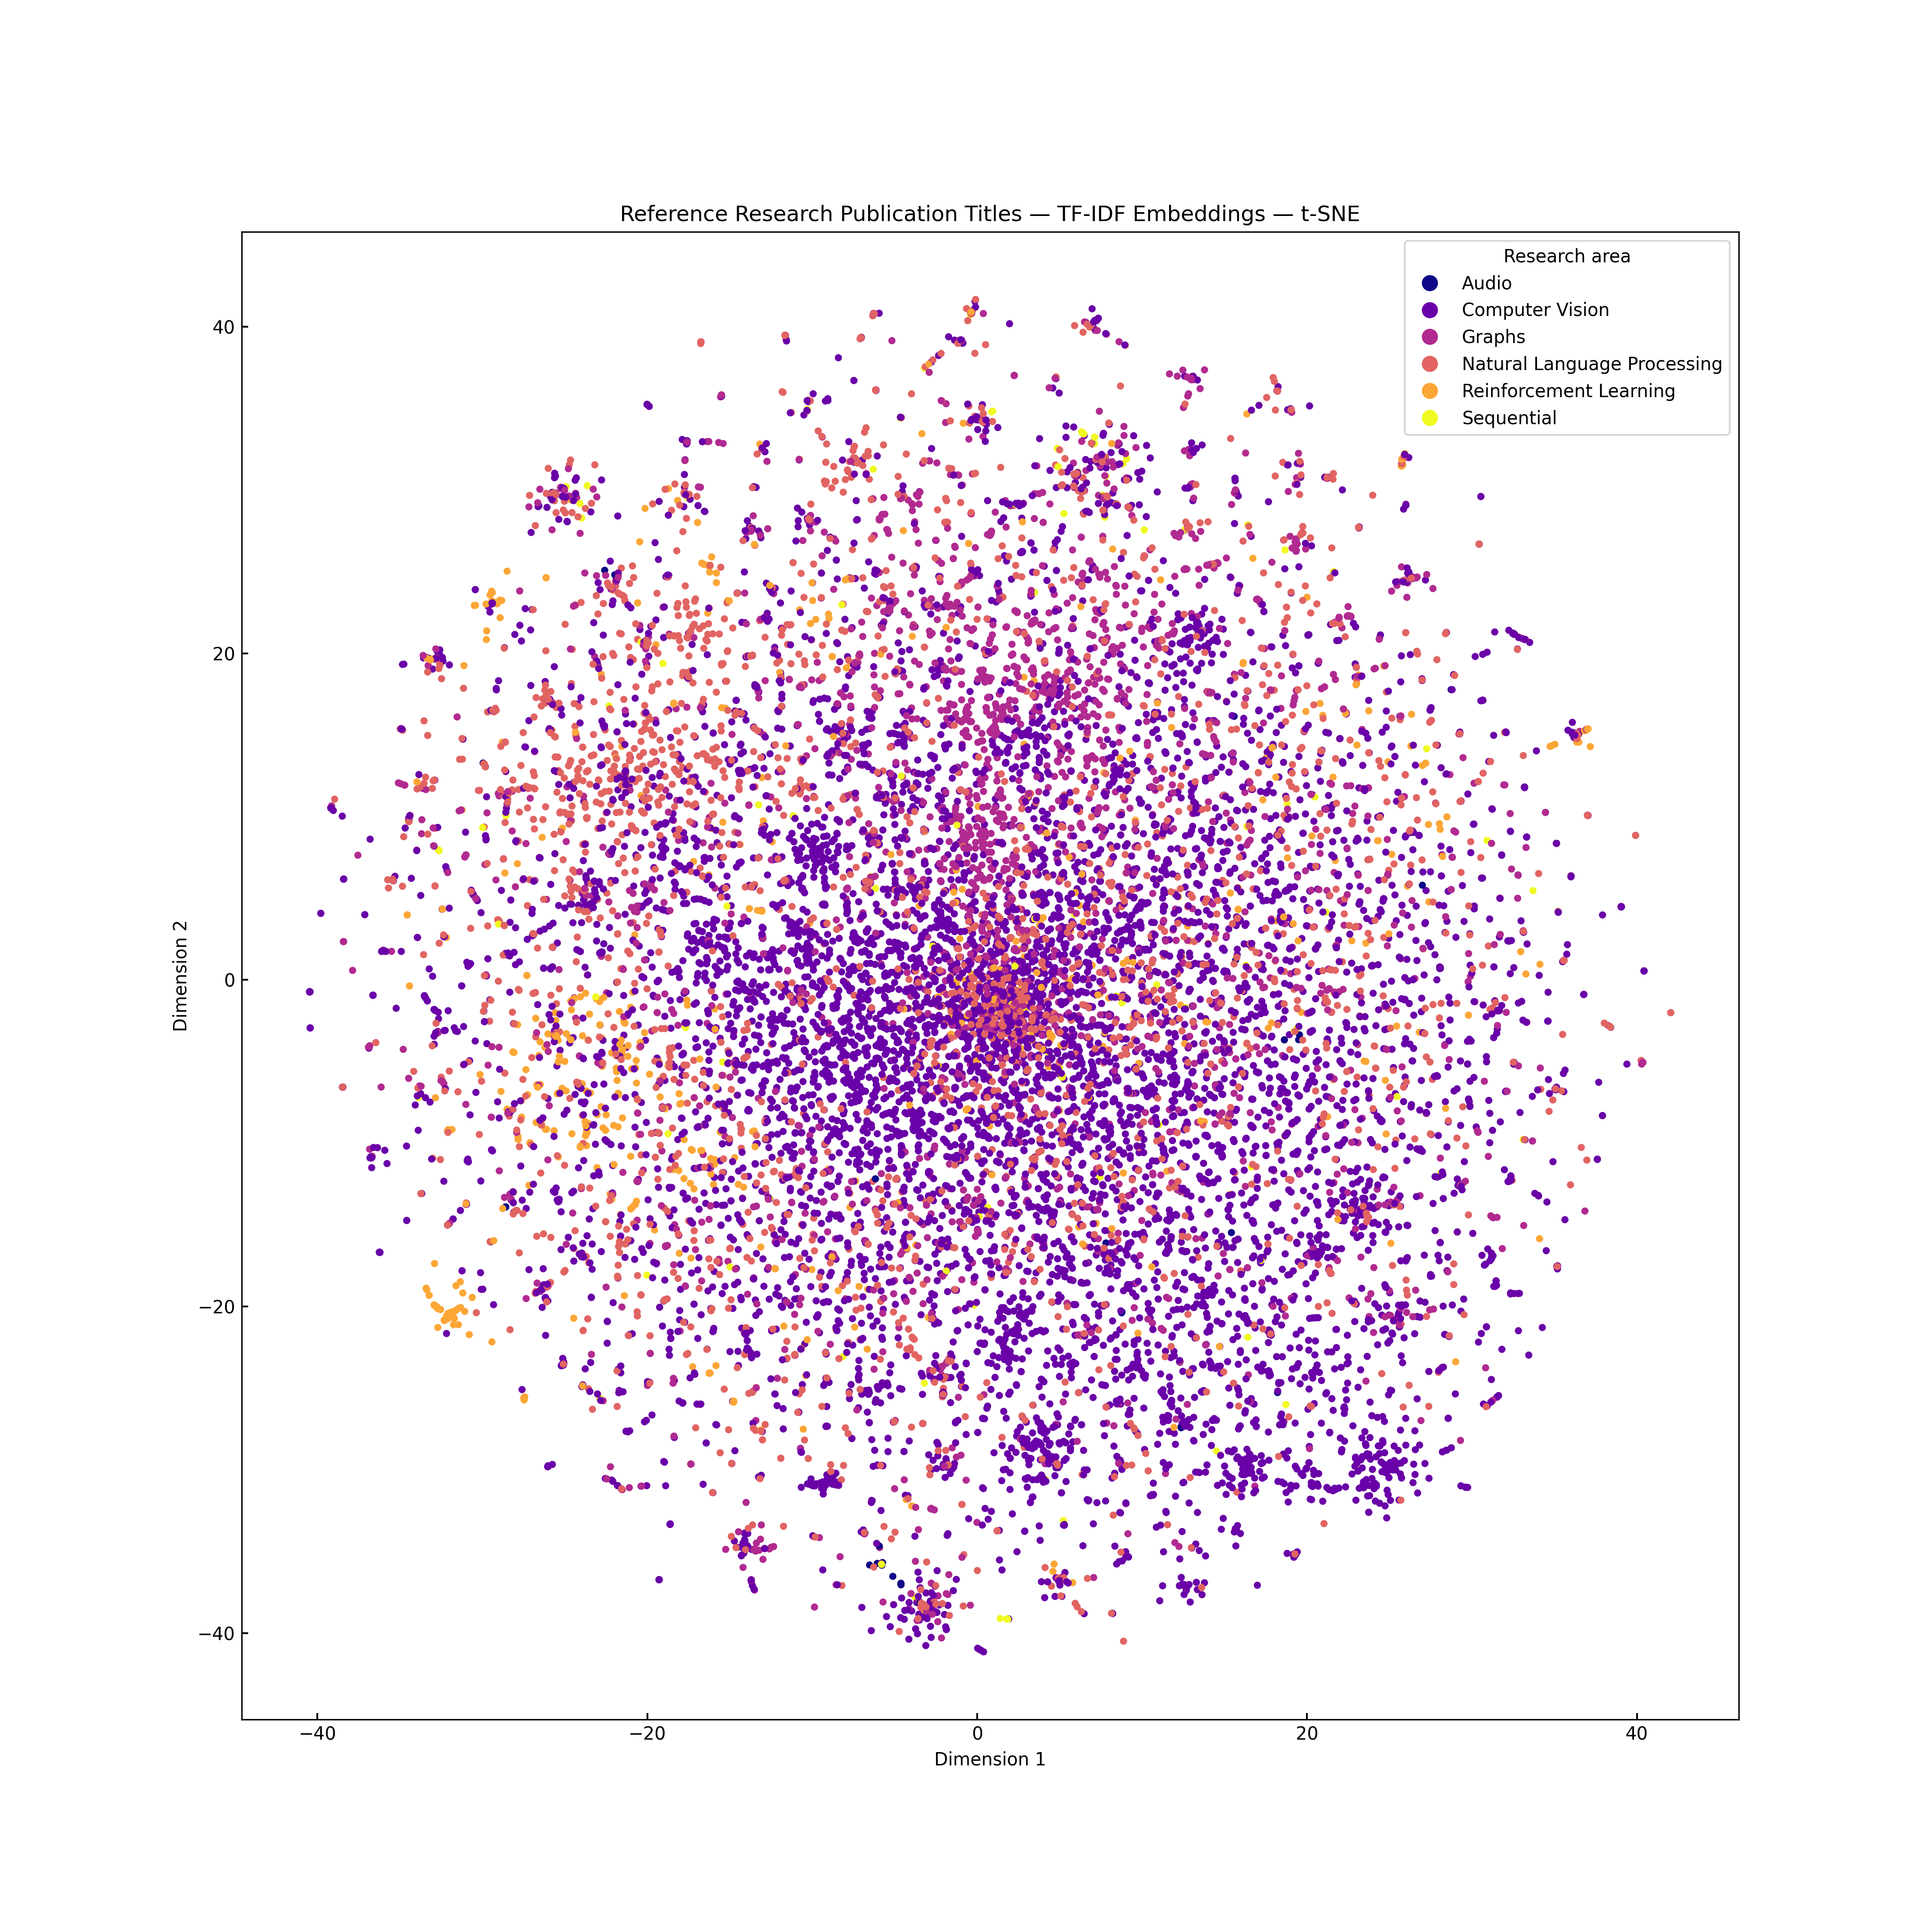 Reference Research Publication Titles — TF-IDF Embeddings — t-SNE
Research area
Audio
Computer Vision
Graphs
Natural Language Processing
Reinforcement Learning
Sequential
40
20
0
−20
−40
Dimension 2
−40
−20
0
20
40
Dimension 1